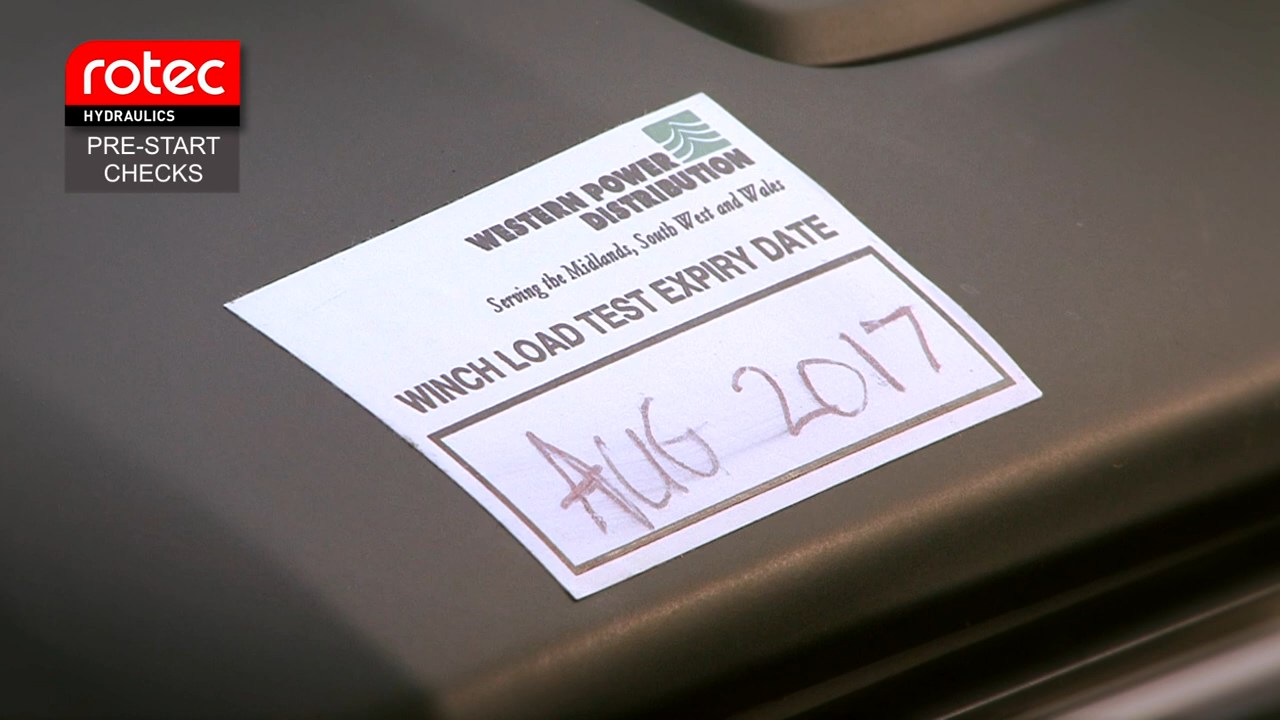 rotec
HYDRAULICS
PRE-START
CHECKS
WESTERN POWER
DISTRIBUTION
Serving the Midlands, South West and Wales
WINCH LOAD TEST EXPIRY DATE
AUG 2017